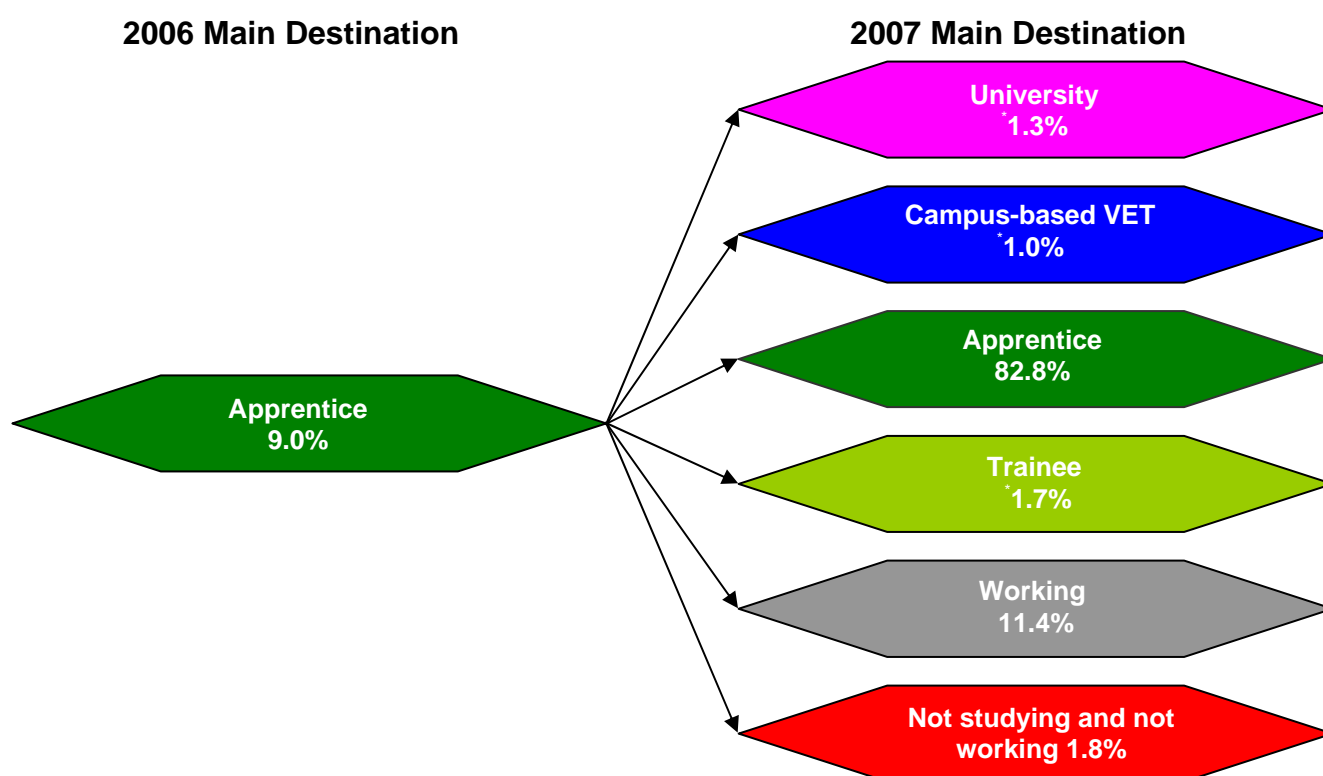 2006 Main Destination
2007 Main Destination
University
*1.3%
Campus-based VET
*1.0%
Apprentice
82.8%
Apprentice
9.0%
Trainee
*1.7%
Working
11.4%
Not studying and not
working 1.8%